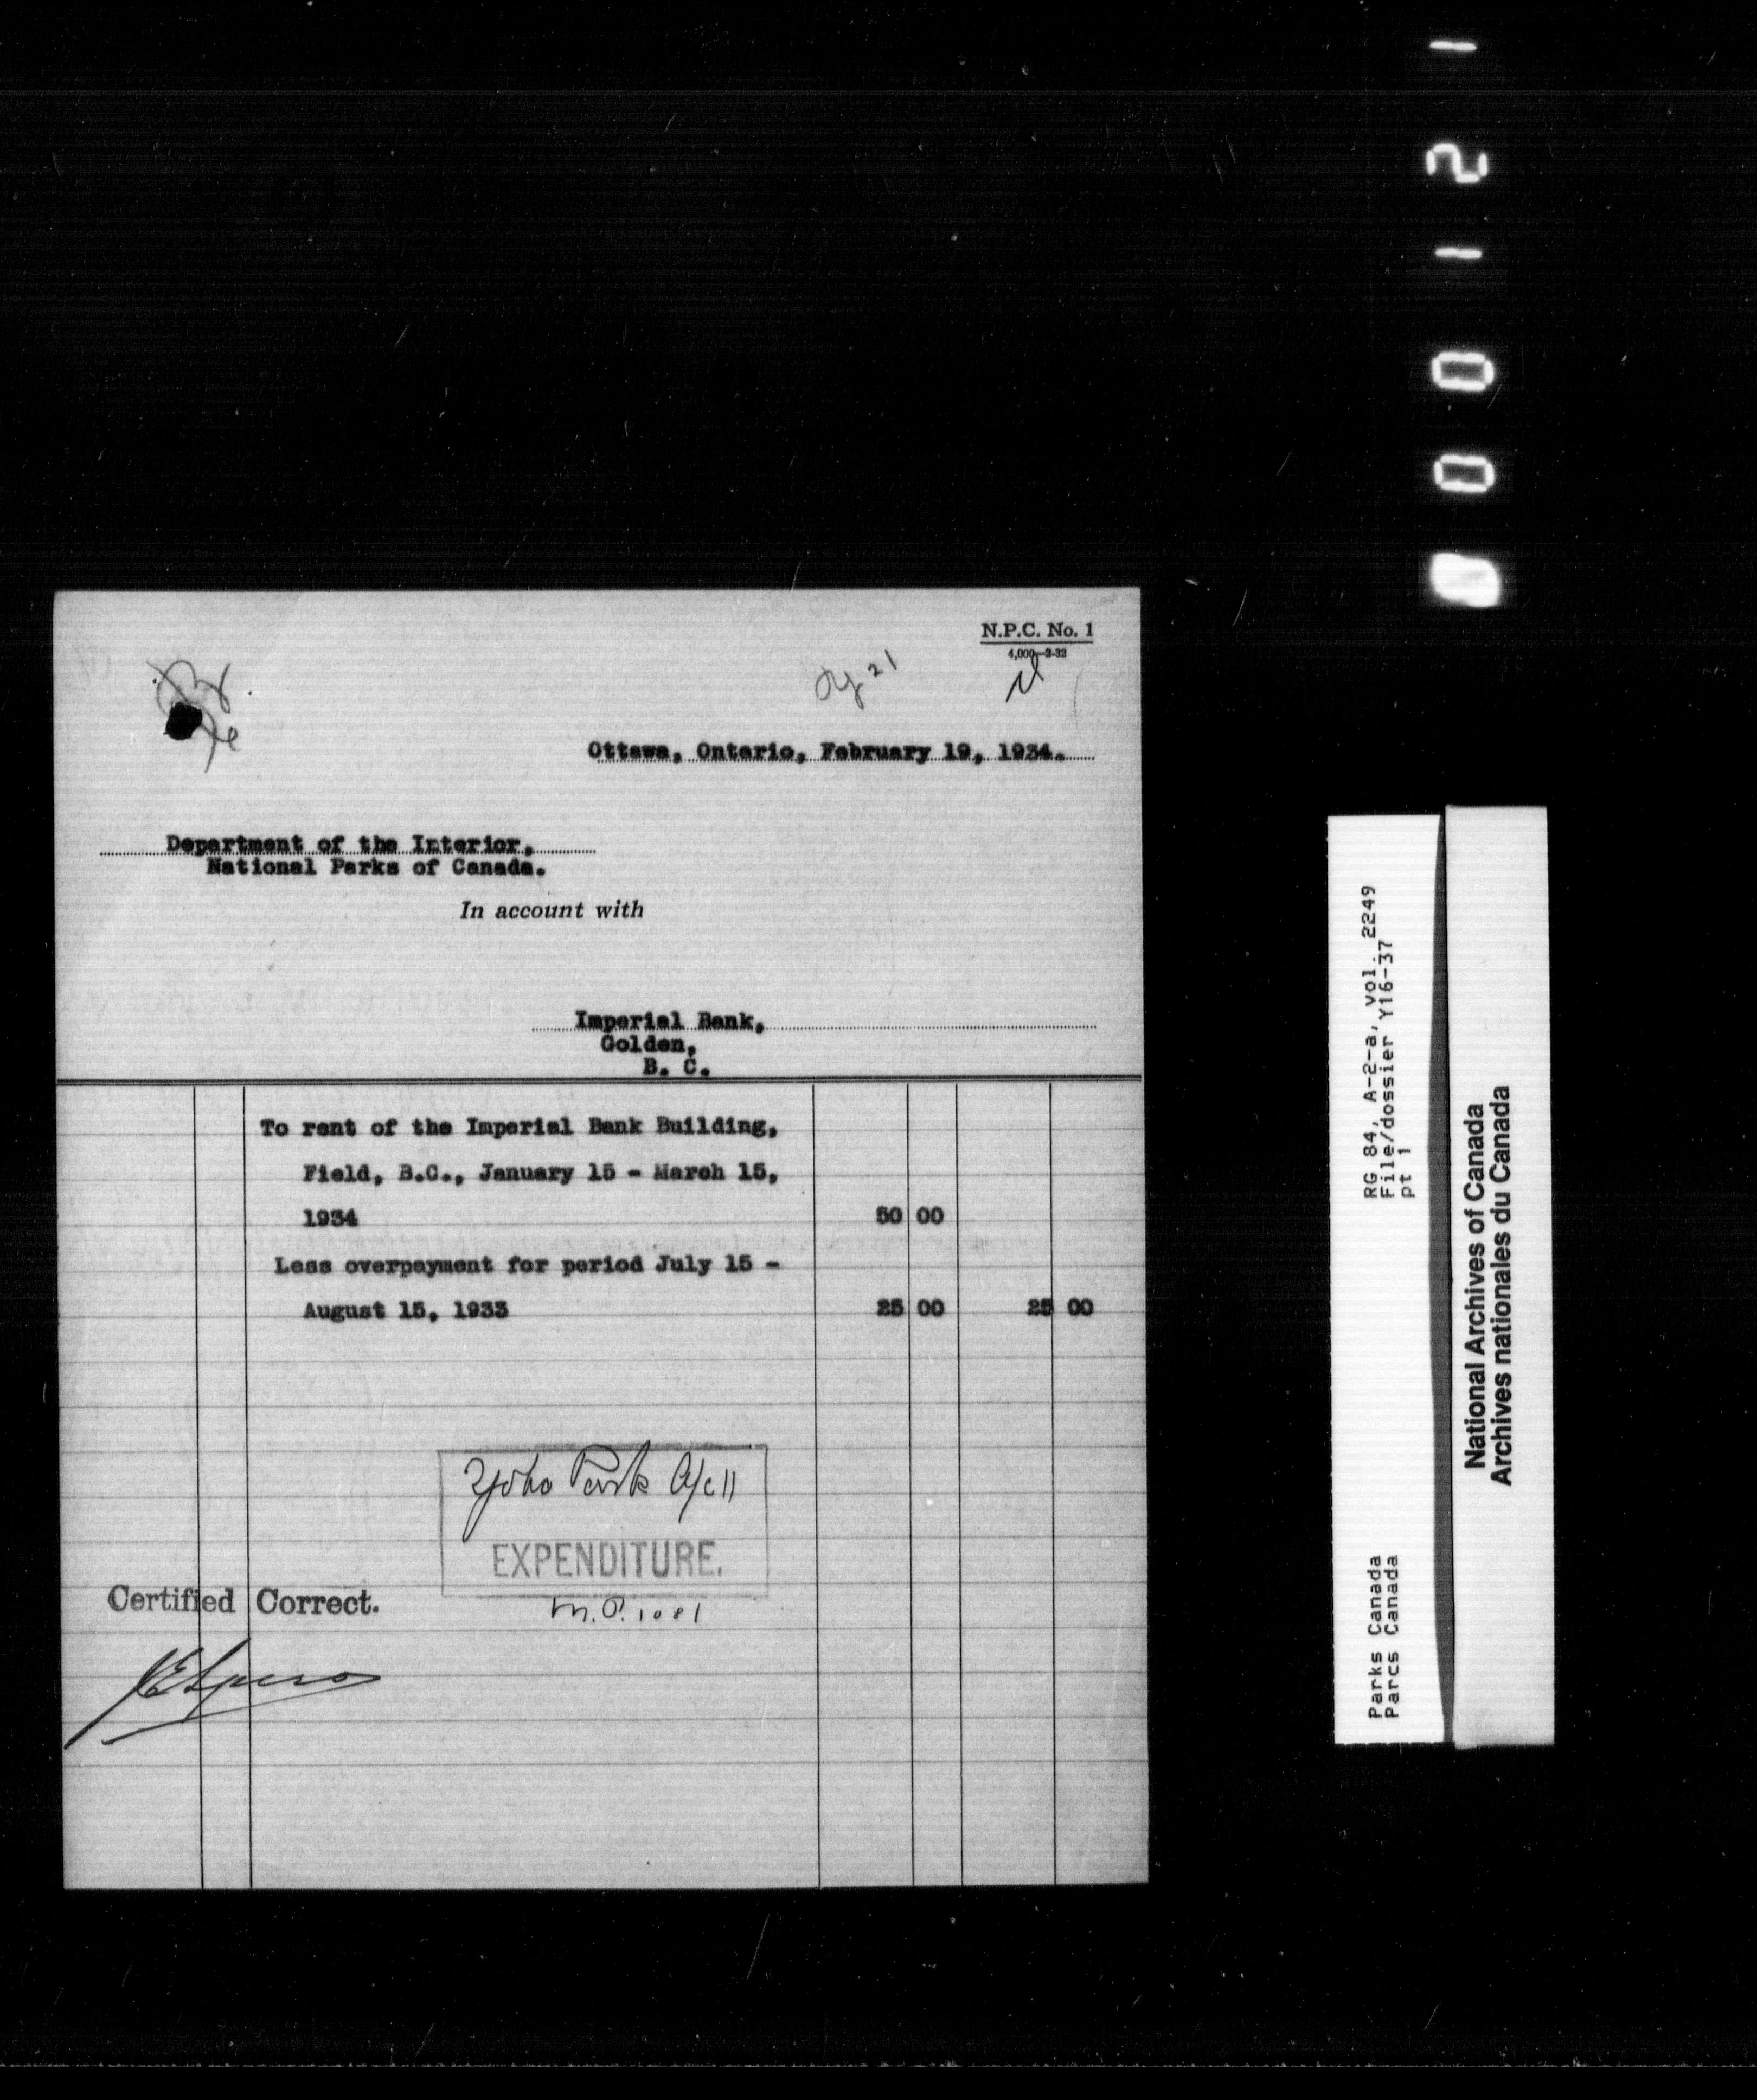 N.P.C. No. 1
4,000—2-32
21
Ottawa, Ontario, February 19, 1934.
Department of the Interior,
National Parks of Canada.
In account with
Imperial Bank,
Golden,
B. C.
To rent of the Imperial Bank Building,
Field, B.C., January 15 - March 15,
1934 50 00
Less overpayment for period July 15 -
August 15, 1933 25 00 25 00
Yoho Park A/c 11
EXPENDITURE.
Certified Correct.
M.P. 1081
RG 84, A-2-a, vol. 2249
File/dossier Y16-37
pt 1
Parks Canada
Parcs Canada
National Archives of Canada
Archives nationales du Canada